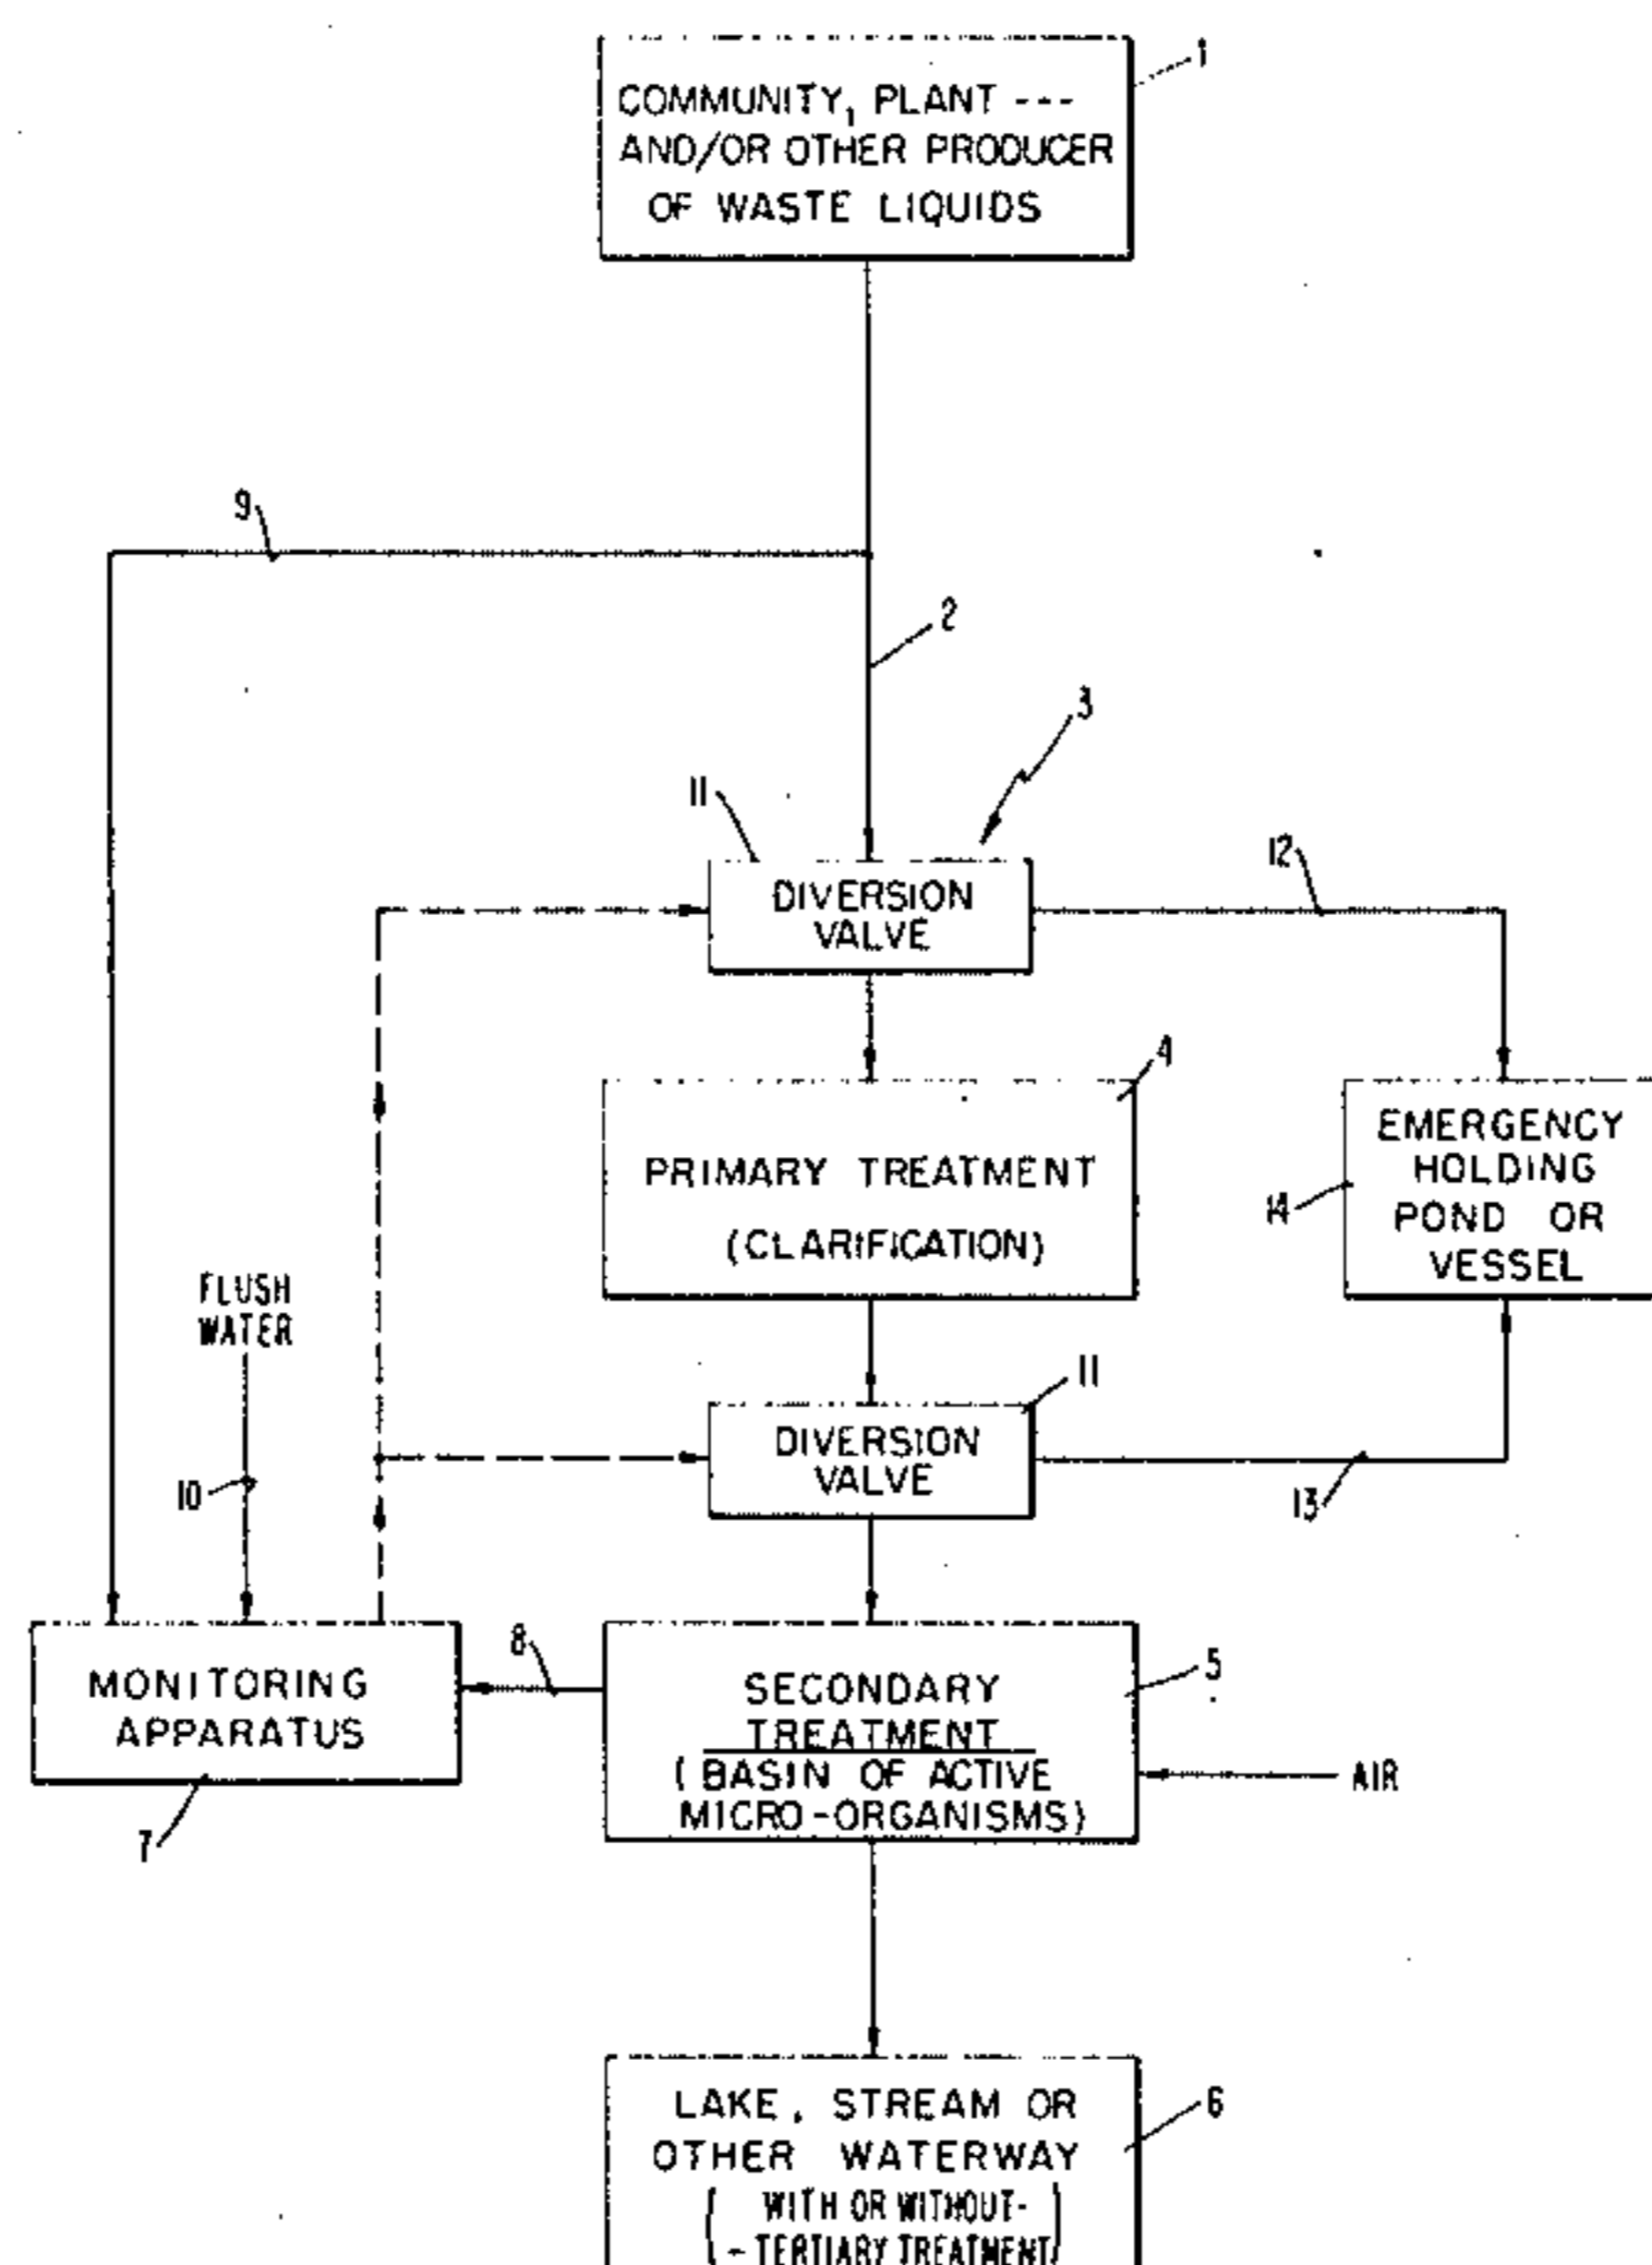 1
COMMUNITY, PLANT ---
AND/OR OTHER PRODUCER
OF WASTE LIQUIDS
9
2
3
11
DIVERSION
VALVE
12
4
PRIMARY TREATMENT
(CLARIFICATION)
EMERGENCY
HOLDING
POND OR
VESSEL
14
FLUSH
WATER
10
11
DIVERSION
VALVE
13
MONITORING
APPARATUS
7
8
SECONDARY
TREATMENT
(BASIN OF ACTIVE
MICRO-ORGANISMS)
5
AIR
LAKE, STREAM OR
OTHER WATERWAY
(WITH OR WITHOUT-
-TERTIARY TREATMENT)
6